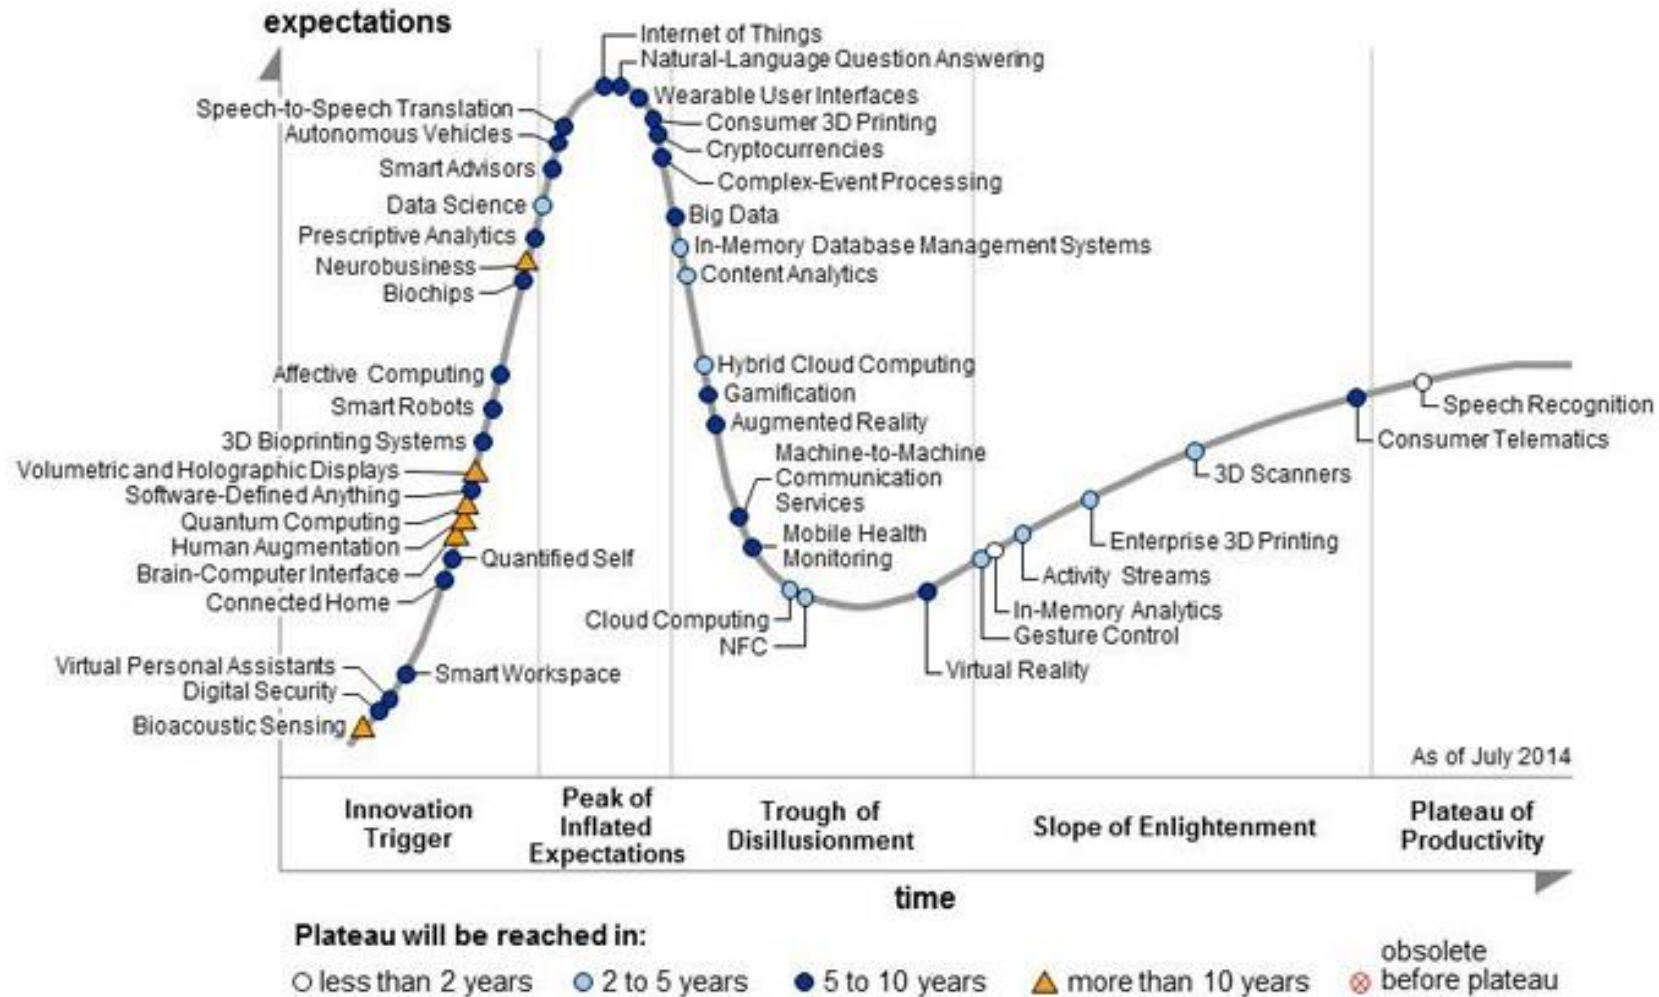 expectations
Internet of Things
Natural-Language Question Answering
Wearable User Interfaces
Speech-to-Speech Translation
Consumer 3D Printing
Autonomous Vehicles
Cryptocurrencies
Smart Advisors
Complex-Event Processing
Data Science
Big Data
Prescriptive Analytics
In-Memory Database Management Systems
Neurobusiness
Content Analytics
Biochips
Hybrid Cloud Computing
Affective Computing
Gamification
Smart Robots
Augmented Reality
3D Bioprinting Systems
Machine-to-Machine
Communication
Services
Volumetric and Holographic Displays
Software-Defined Anything
Quantum Computing
Human Augmentation
Brain-Computer Interface
Connected Home
Quantified Self
Mobile Health
Monitoring
Speech Recognition
Consumer Telematics
3D Scanners
Enterprise 3D Printing
Activity Streams
In-Memory Analytics
Gesture Control
Virtual Reality
Cloud Computing
NFC
Virtual Personal Assistants
Smart Workspace
Digital Security
Bioacoustic Sensing
As of July 2014
Innovation
Trigger
Peak of
Inflated
Expectations
Trough of
Disillusionment
Slope of Enlightenment
Plateau of
Productivity
time
Plateau will be reached in:
less than 2 years
2 to 5 years
5 to 10 years
more than 10 years
obsolete
before plateau